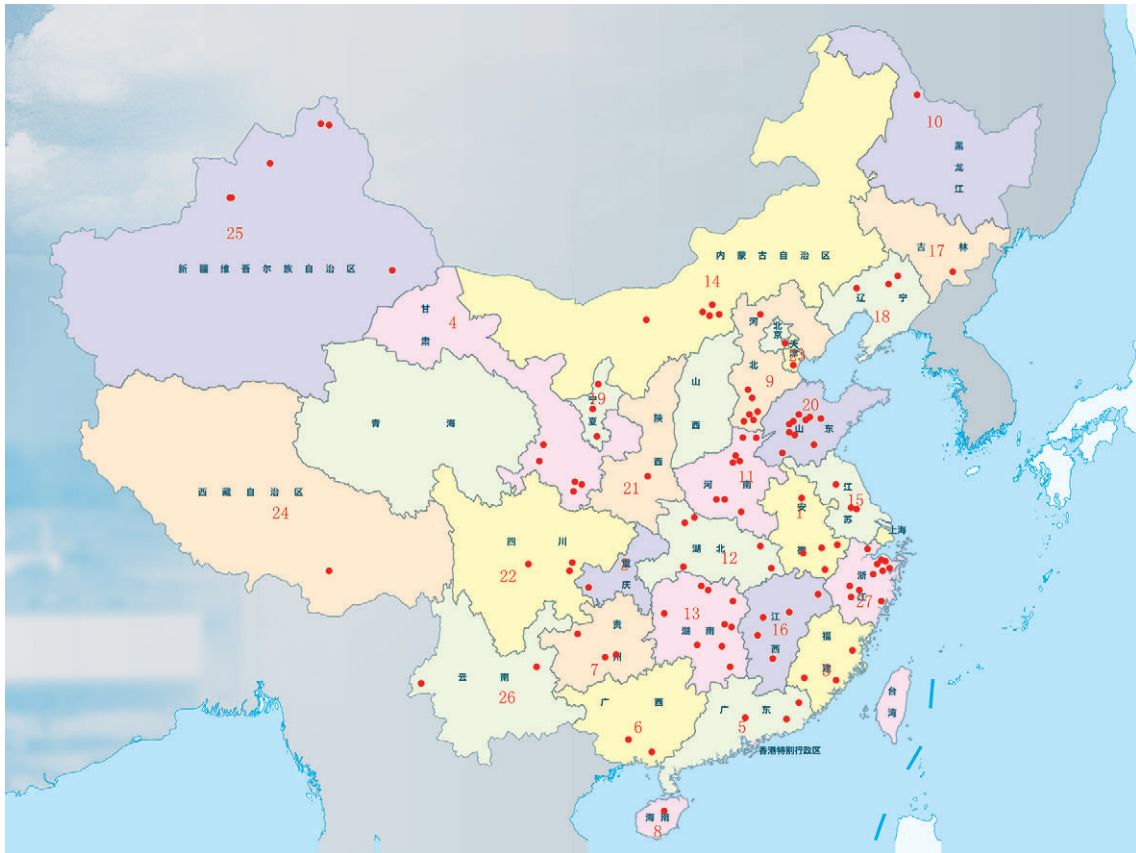 10
黑龙江
25
新疆维吾尔族自治区
内蒙古自治区
14
吉林
17
辽宁
18
甘肃
4
河北
9
北京
天津
23
山西
宁夏
19
陕西
21
青海
山东
20
西藏自治区
24
河南
11
江苏
15
安徽
1
上海
四川
22
重庆
2
湖北
12
浙江
27
湖南
13
江西
16
福建
3
贵州
7
云南
26
广西
6
广东
5
台湾
香港特别行政区
海南
8